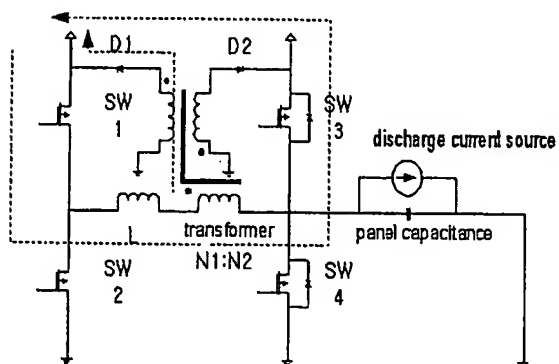 D1
D2
SW
1
SW
3
discharge current source
L
transformer
panel capacitance
N1:N2
SW
2
SW
4